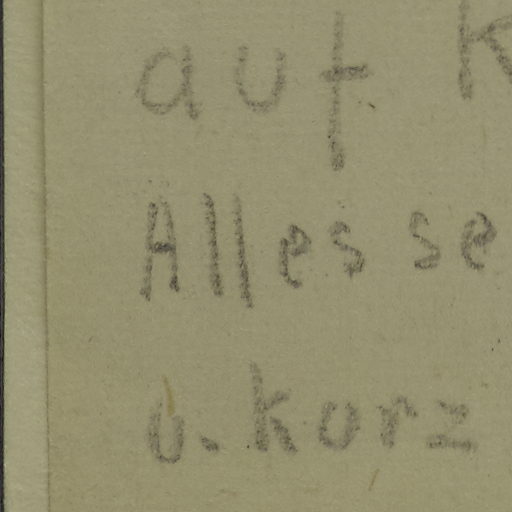 auf K
Alles se
u. kurz